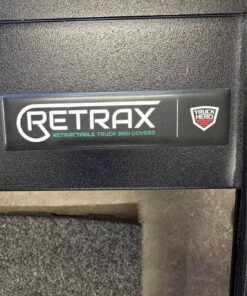 RETRAX
RETRACTABLE TRUCK BED COVERS
TRUCK
HERO